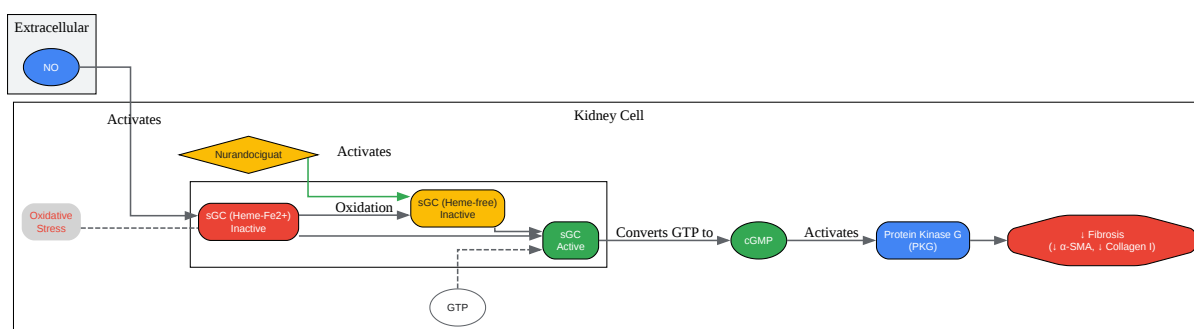 Extracellular
NO
Kidney Cell
Activates
Nurandociguat
Activates
Oxidative
Stress
sGC (Heme-Fe2+)
Inactive
Oxidation
sGC (Heme-free)
Inactive
sGC
Active
Converts GTP to
cGMP
Activates
Protein Kinase G
(PKG)
↓ Fibrosis
(↓ α-SMA, ↓ Collagen I)
GTP